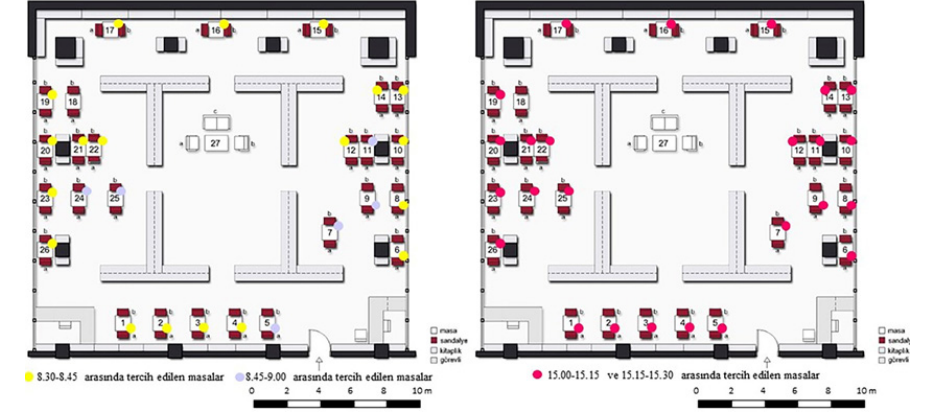 a 17 b a 16 b a 15 b
b b b b
19 18 14 13
a a a a
b b b b b b
20 21 22 12 11 10
a a a a a a
c
a 27 b
b b b b b
23 24 25 9 8
a a a a a
b
7
a
b b
26 6
a a
1 b 2 b 3 b 4 b 5 b
a a a a a
masa
sandalye
kitaplık
görevli
8.30-8.45 arasında tercih edilen masalar 8.45-9.00 arasında tercih edilen masalar
0 2 4 6 8 10 m
a 17 b a 16 b a 15 b
b b b b
19 18 14 13
a a a a
b b b b b b
20 21 22 12 11 10
a a a a a a
c
a 27 b
b b b b b
23 24 25 9 8
a a a a a
b
7
a
b b
26 6
a a
1 b 2 b 3 b 4 b 5 b
a a a a a
masa
sandaly
kitaplık
görevli
15.00-15.15 ve 15.15-15.30 arasında tercih edilen masalar
0 2 4 6 8 10 m